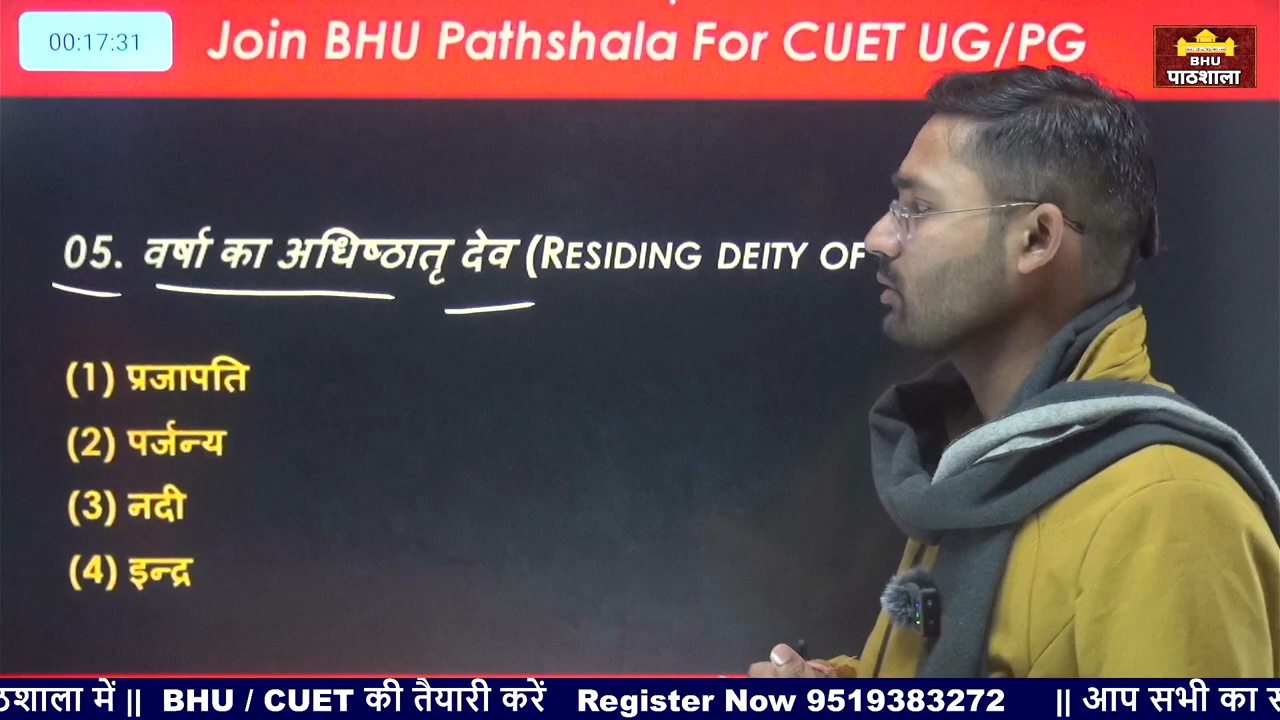 00:17:31
Join BHU Pathshala For CUET UG/PG
BHU
पाठशाला
05. वर्षा का अधिष्ठातृ देव (RESIDING DEITY OF
(1) प्रजापति
(2) पर्जन्य
(3) नदी
(4) इन्द्र
में || BHU / CUET की तैयारी करें Register Now 9519383272 || आप सभी का